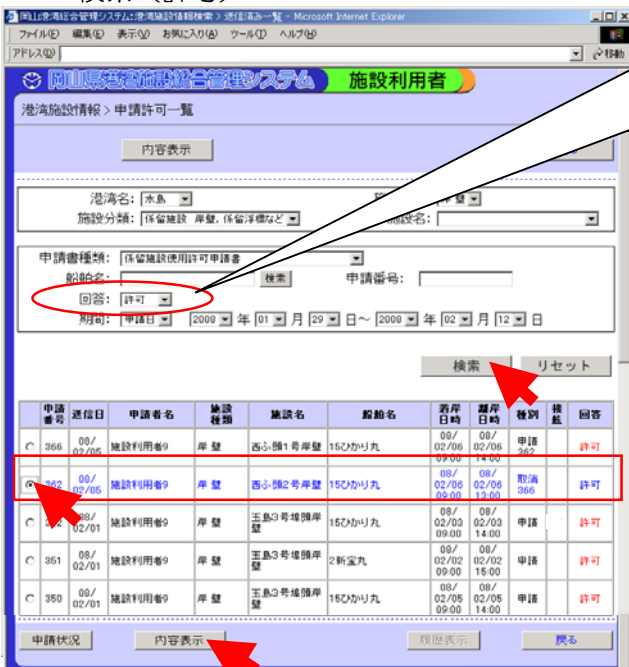 岡山県港湾総合管理システム:港湾施設情報検索 > 送信済み一覧 - Microsoft Internet Explorer
ファイル(F) 編集(E) 表示(V) お気に入り(A) ツール(T) ヘルプ(H)
アドレス(D) 移動
岡山県港湾施設総合管理システム 施設利用者
港湾施設情報 > 申請許可一覧
内容表示
港湾名: 水島 岸壁
施設分類: 係留施設 岸壁、係留浮標など
申請書種類: 係留施設使用許可申請書
船舶名: 検索 申請番号:
回答: 許可
期間: 申請日 2008 年 01 月 29 日～ 2008 年 02 月 12 日
検索 リセット
申請番号 送信日 申請者名 施設種類 施設名 船舶名 着岸日時 離岸日時 種別 回答
366 08/02/05 施設利用者9 岸壁 西ふ頭1号岸壁 15ひかり丸 08/02/06 09:00 08/02/06 14:00 申請 362 許可
362 08/02/05 施設利用者9 岸壁 西ふ頭2号岸壁 15ひかり丸 08/02/06 09:00 08/02/06 13:00 取消 366 許可
08/02/01 施設利用者9 岸壁 玉島3号埠頭岸壁 15ひかり丸 08/02/03 09:00 08/02/03 14:00 申請 許可
351 08/02/01 施設利用者9 岸壁 玉島3号埠頭岸壁 2新宝丸 08/02/02 09:00 08/02/02 15:00 申請 許可
350 08/02/01 施設利用者9 岸壁 玉島3号埠頭岸壁 15ひかり丸 08/02/05 09:00 08/02/05 14:00 申請 許可
申請状況 内容表示 履歴表示 戻る